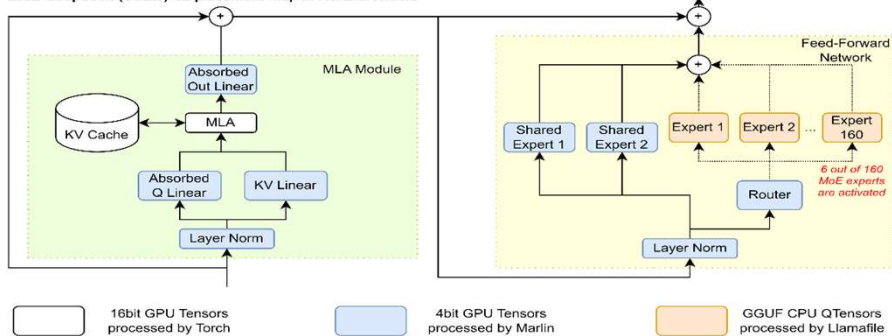 MLA Module
Absorbed
Out Linear
KV Cache
MLA
Absorbed
Q Linear
KV Linear
Layer Norm
Feed-Forward
Network
Shared
Expert 1
Shared
Expert 2
Expert 1
Expert 2
...
Expert
160
6 out of 160
MoE experts
are activated
Router
Layer Norm
16bit GPU Tensors
processed by Torch
4bit GPU Tensors
processed by Marlin
GGUF CPU QTensors
processed by Llamafile